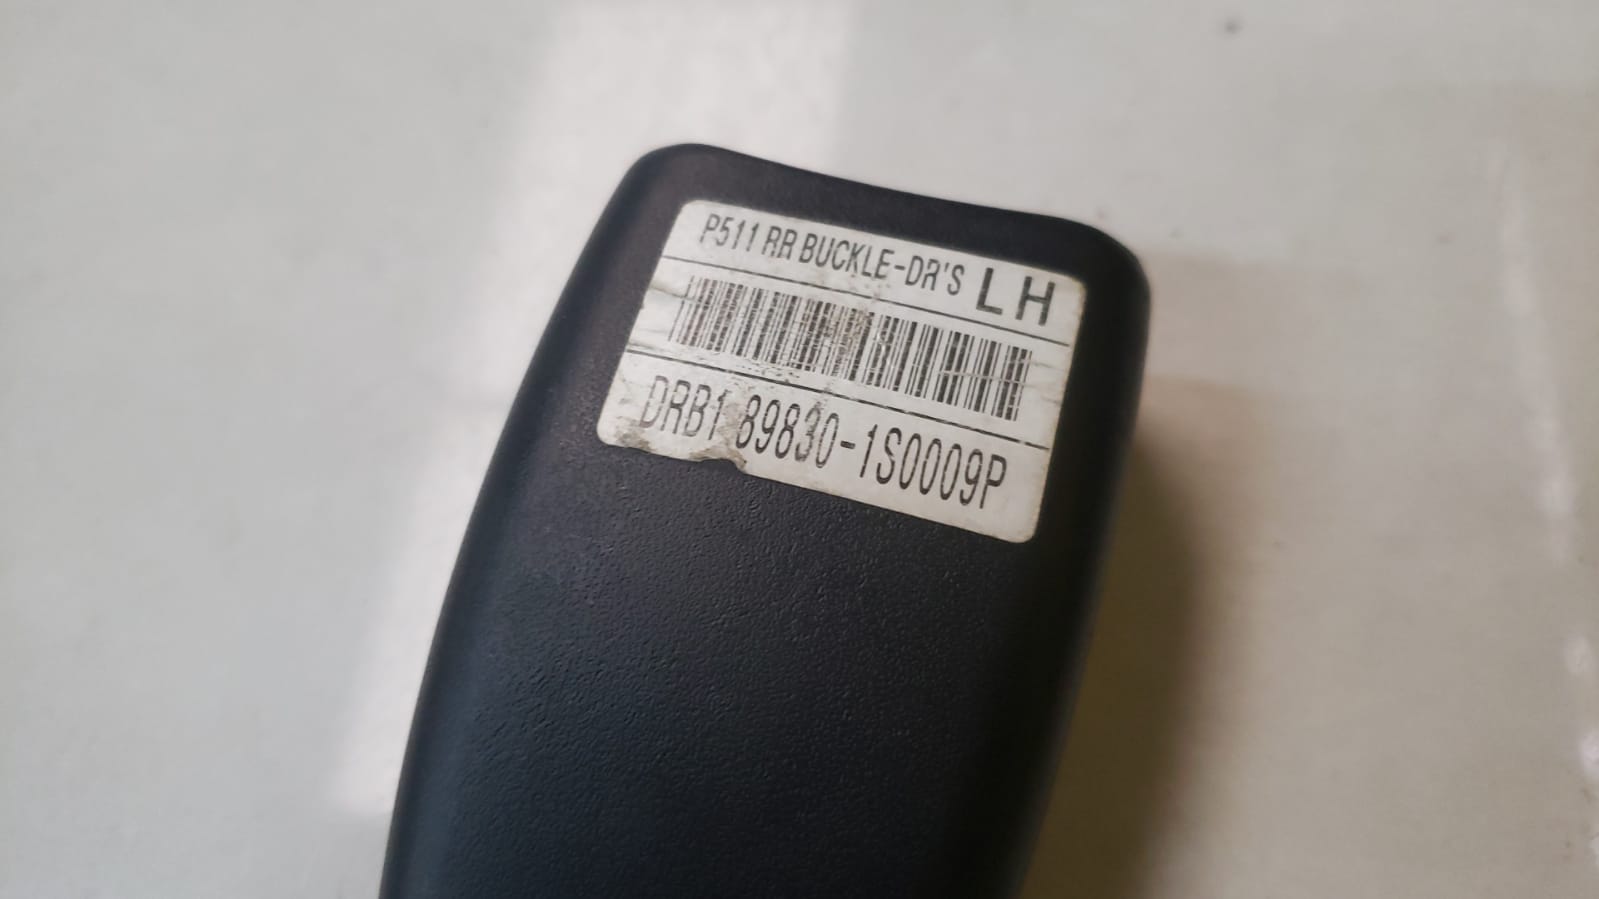 P511 RR BUCKLE-DR'S LH
DRB1 89830-1S0009P